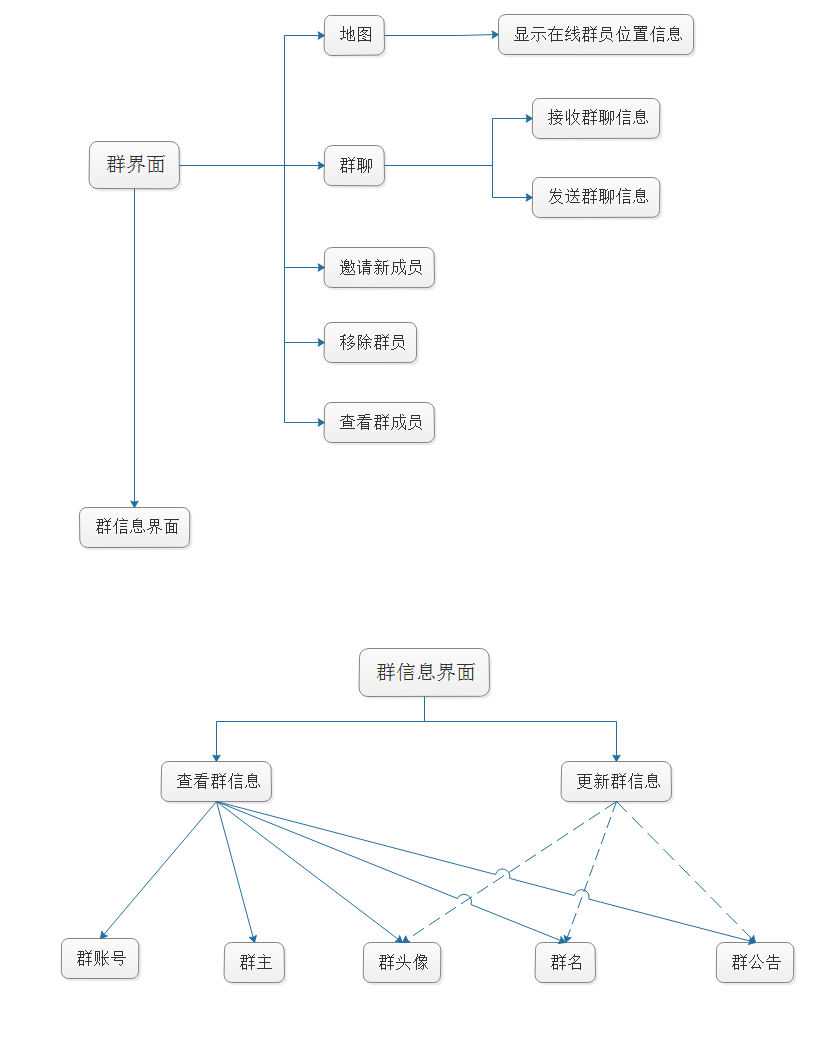 地图
显示在线群员位置信息
接收群聊信息
群界面
群聊
发送群聊信息
邀请新成员
移除群员
查看群成员
群信息界面
群信息界面
查看群信息
更新群信息
群账号
群主
群头像
群名
群公告